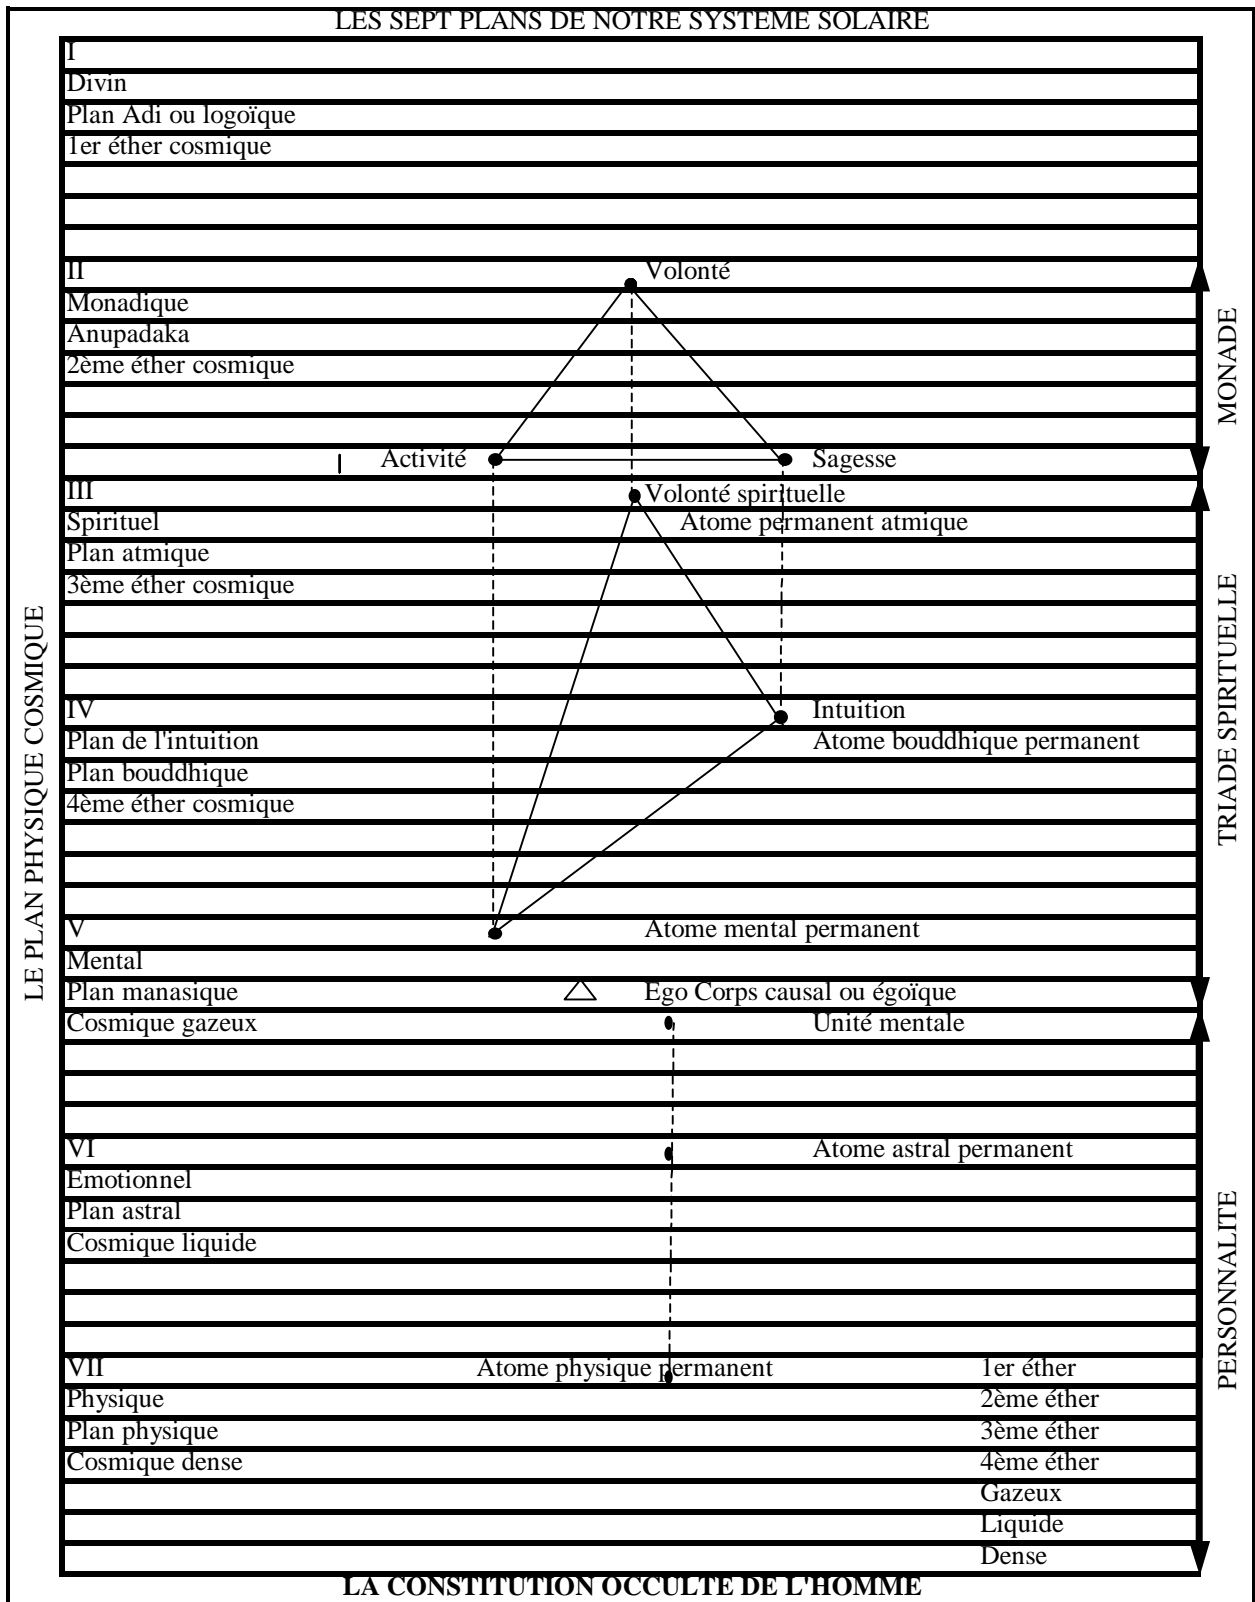 LES SEPT PLANS DE NOTRE SYSTEME SOLAIRE
I
Divin
Plan Adi ou logoïque
1er éther cosmique
II Volonté
Monadique
Anupadaka
2ème éther cosmique
Activité Sagesse
III Volonté spirituelle
Spirituel Atome permanent atmique
Plan atmique
3ème éther cosmique
IV Intuition
Plan de l'intuition Atome bouddhique permanent
Plan bouddhique
4ème éther cosmique
V Atome mental permanent
Mental
Plan manasique Ego Corps causal ou égoïque
Cosmique gazeux Unité mentale
VI Atome astral permanent
Emotionnel
Plan astral
Cosmique liquide
VII Atome physique permanent 1er éther
Physique 2ème éther
Plan physique 3ème éther
Cosmique dense 4ème éther
Gazeux
Liquide
Dense
LE PLAN PHYSIQUE COSMIQUE
MONADE
TRIADE SPIRITUELLE
PERSONNALITE
LA CONSTITUTION OCCULTE DE L'HOMME